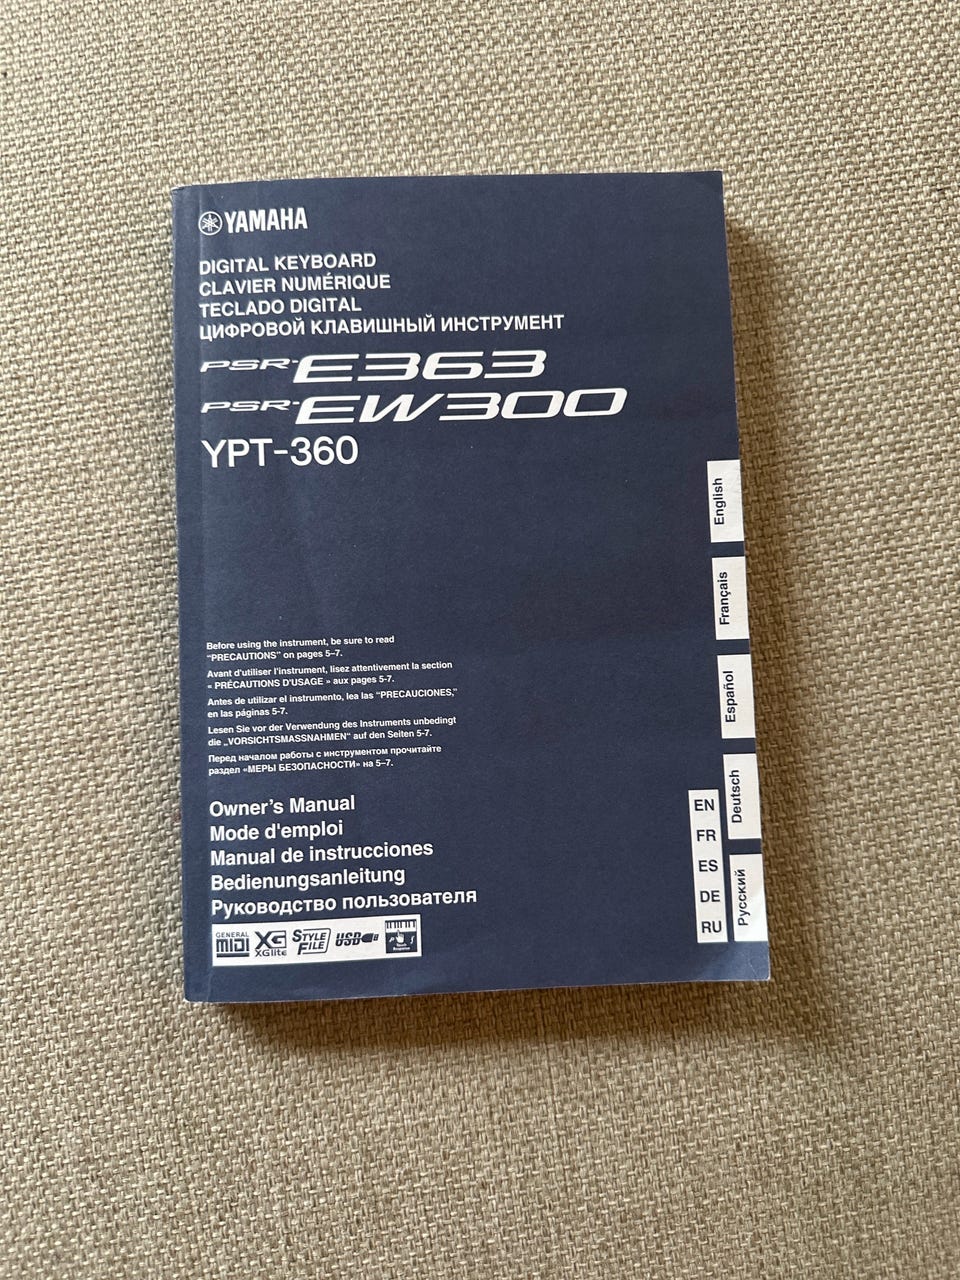 YAMAHA
DIGITAL KEYBOARD
CLAVIER NUMÉRIQUE
TECLADO DIGITAL
ЦИФРОВОЙ КЛАВИШНЫЙ ИНСТРУМЕНТ
PSR-E363
PSR-EW300
YPT-360
English
Français
Español
Deutsch
Русский
Before using the instrument, be sure to read
“PRECAUTIONS” on pages 5–7.
Avant d'utiliser l'instrument, lisez attentivement la section
« PRÉCAUTIONS D'USAGE » aux pages 5-7.
Antes de utilizar el instrumento, lea las “PRECAUCIONES,”
en las páginas 5-7.
Lesen Sie vor der Verwendung des Instruments unbedingt
die „VORSICHTSMASSNAHMEN“ auf den Seiten 5-7.
Перед началом работы с инструментом прочитайте
раздел «МЕРЫ БЕЗОПАСНОСТИ» на 5–7.
Owner's Manual
Mode d'emploi
Manual de instrucciones
Bedienungsanleitung
Руководство пользователя
EN
FR
ES
DE
RU
GENERAL
MIDI
XG
XGlite
STYLE
FILE
USB
Touch
Response